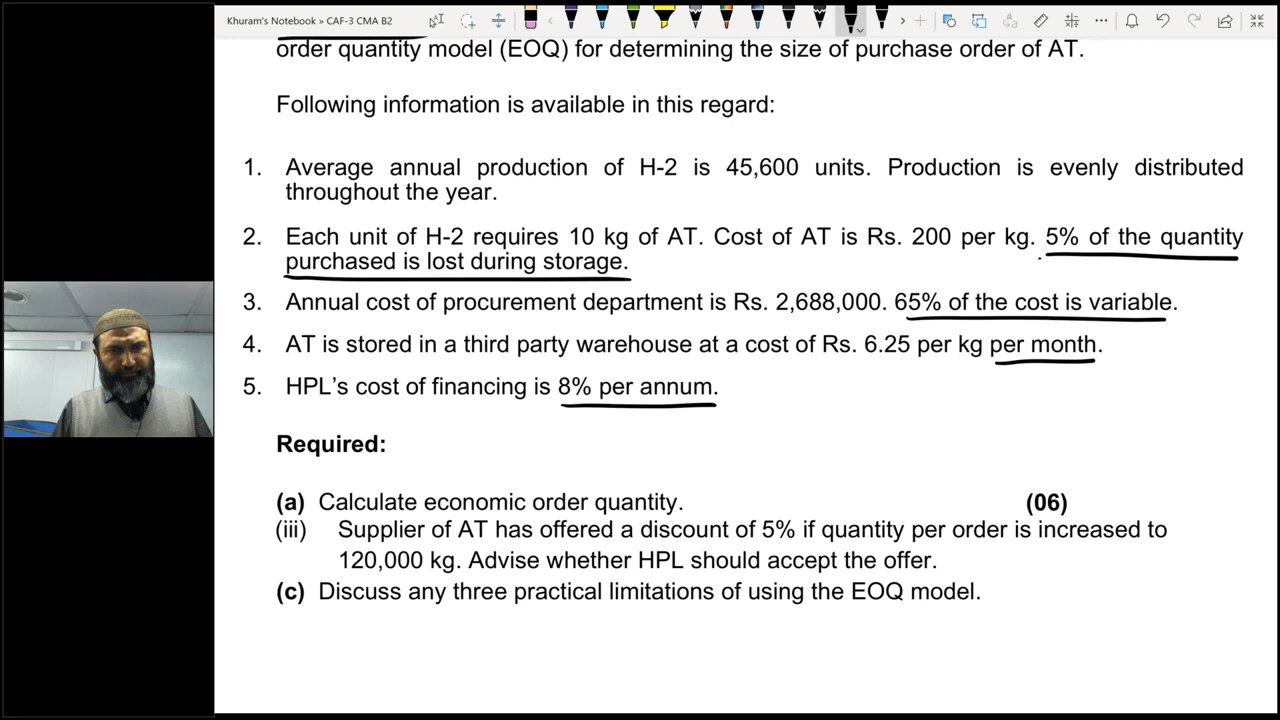 Khuram's Notebook » CAF-3 CMA B2
order quantity model (EOQ) for determining the size of purchase order of AT.
Following information is available in this regard:
1. Average annual production of H-2 is 45,600 units. Production is evenly distributed
throughout the year.
2. Each unit of H-2 requires 10 kg of AT. Cost of AT is Rs. 200 per kg. 5% of the quantity
purchased is lost during storage.
3. Annual cost of procurement department is Rs. 2,688,000. 65% of the cost is variable.
4. AT is stored in a third party warehouse at a cost of Rs. 6.25 per kg per month.
5. HPL's cost of financing is 8% per annum.
Required:
(a) Calculate economic order quantity. (06)
(iii) Supplier of AT has offered a discount of 5% if quantity per order is increased to
120,000 kg. Advise whether HPL should accept the offer.
(c) Discuss any three practical limitations of using the EOQ model.